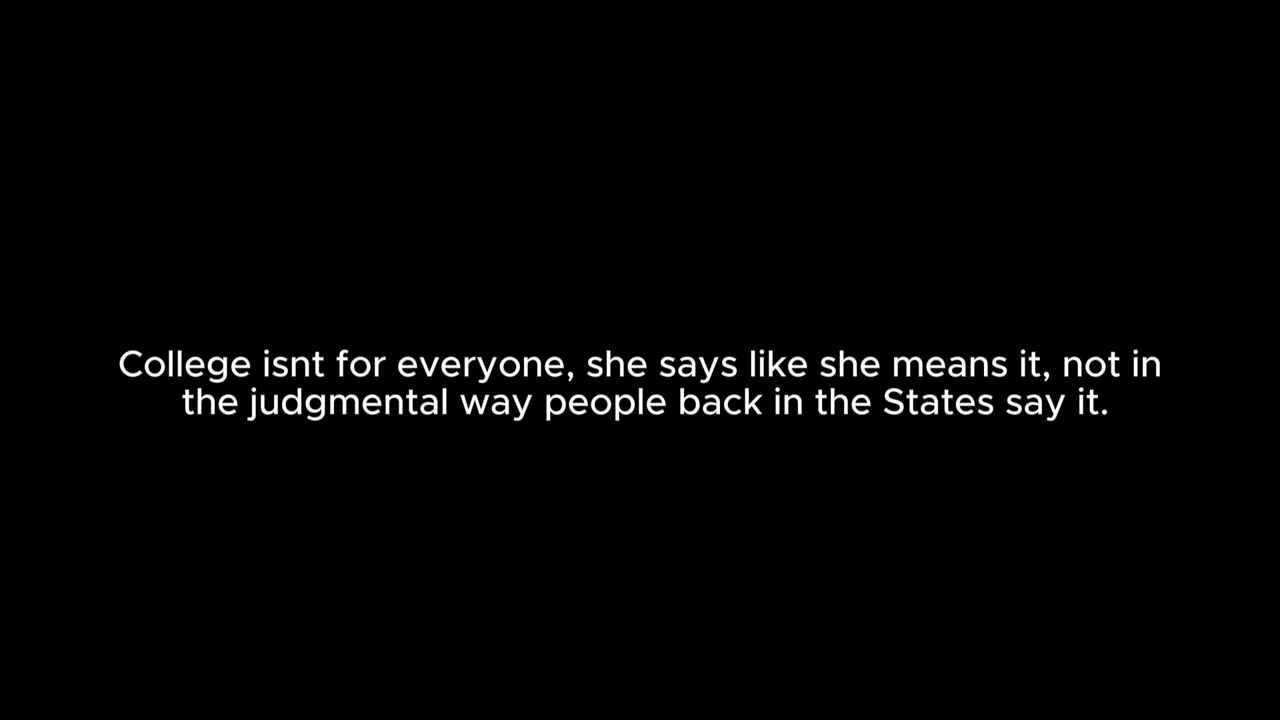 College isnt for everyone, she says like she means it, not in
the judgmental way people back in the States say it.